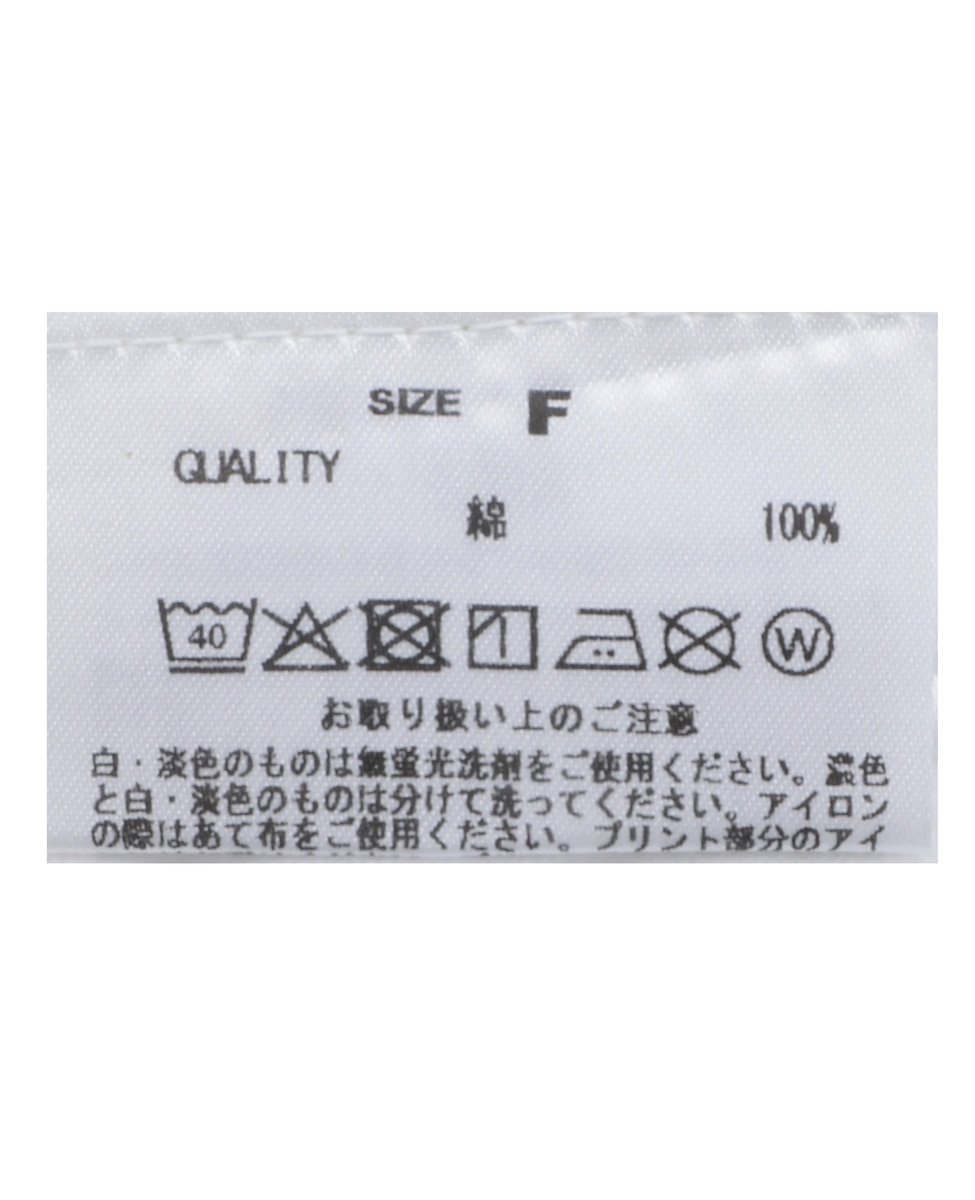 SIZE F
QUALITY
綿 100%
40 W
お取り扱い上のご注意
白・淡色のものは無蛍光洗剤をご使用ください。濃色
と白・淡色のものは分けて洗ってください。アイロン
の際はあて布をご使用ください。プリント部分のアイ